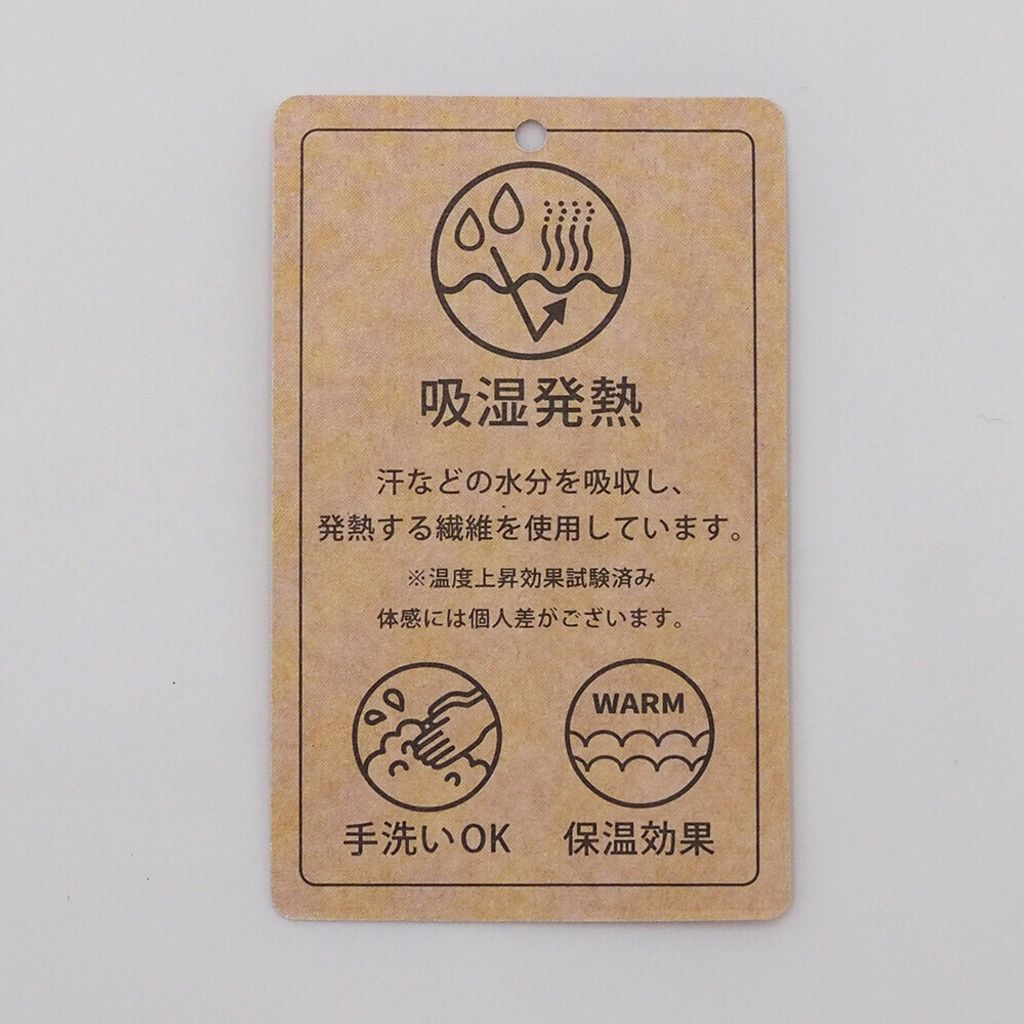 吸湿発熱
汗などの水分を吸収し、
発熱する繊維を使用しています。
※温度上昇効果試験済み
体感には個人差がございます。
WARM
手洗いOK
保温効果